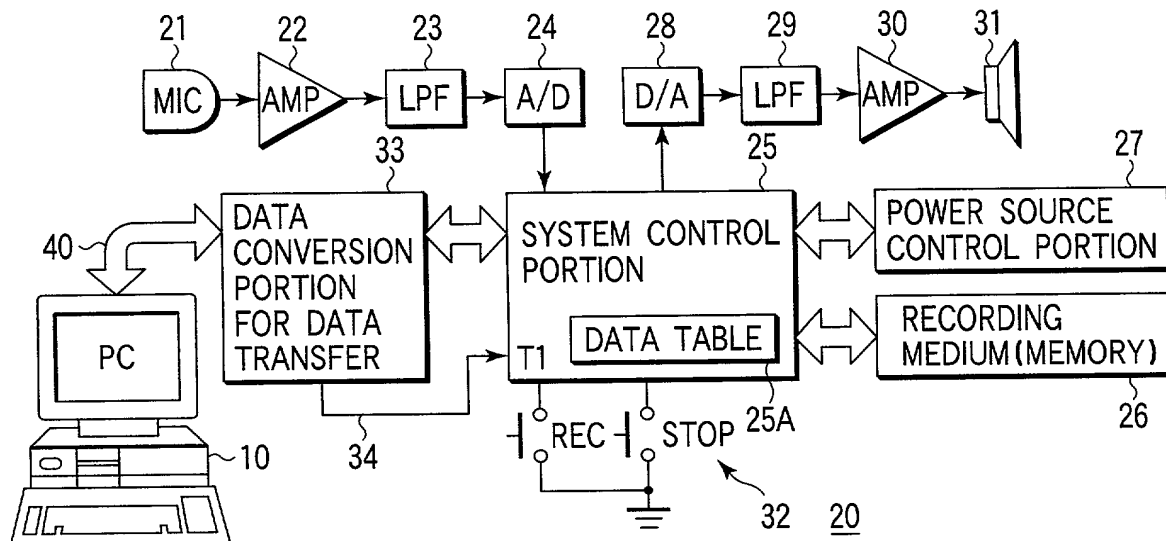 21 22 23 24 28 29 30 31
MIC AMP LPF A/D D/A LPF AMP
33 25 27
40
DATA
CONVERSION
PORTION
FOR DATA
TRANSFER
SYSTEM CONTROL
PORTION
POWER SOURCE
CONTROL PORTION
PC
T1
DATA TABLE
RECORDING
MEDIUM(MEMORY)
10
34
REC
STOP
25A
26
32
20